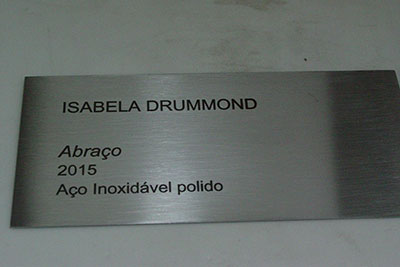 ISABELA DRUMMOND
Abraço
2015
Aço Inoxidável polido